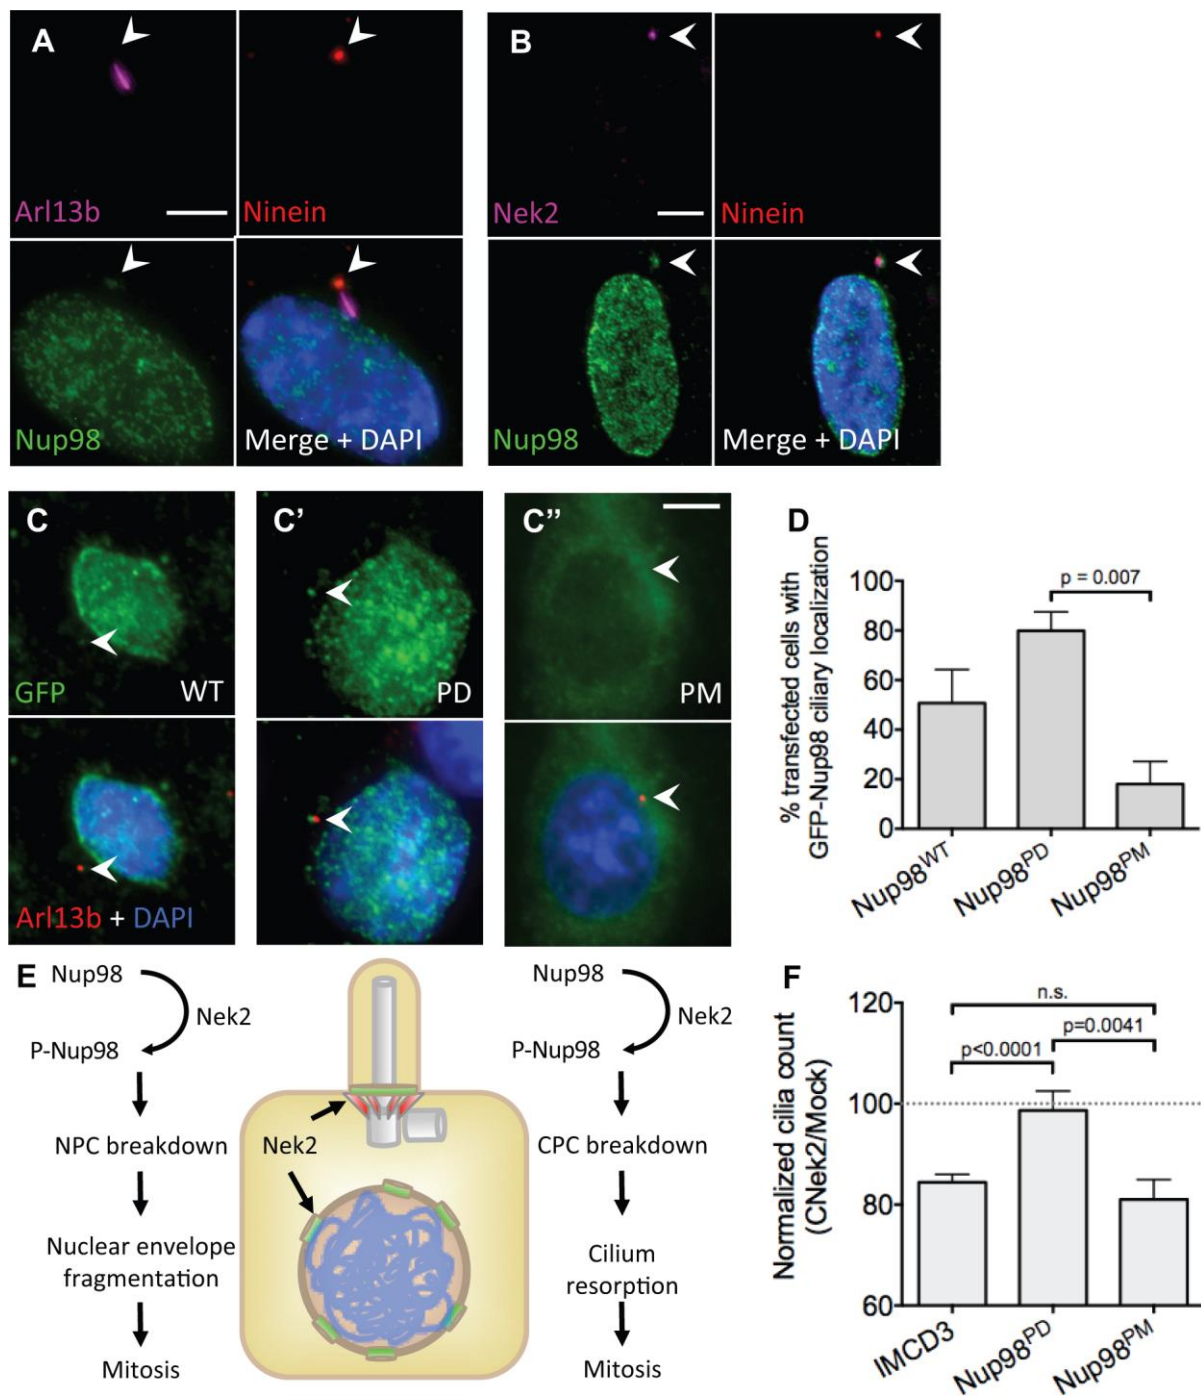 A
Arl13b
Ninein
Nup98
Merge + DAPI
B
Nek2
Ninein
Nup98
Merge + DAPI
C
GFP
WT
Arl13b + DAPI
C'
PD
C"
PM
D
% transfected cells with
GFP-Nup98 ciliary localization
100
80
60
40
20
0
p = 0.007
Nup98WT
Nup98PD
Nup98PM
E
Nup98
Nek2
P-Nup98
NPC breakdown
Nuclear envelope
fragmentation
Mitosis
Nek2
Nup98
Nek2
P-Nup98
CPC breakdown
Cilium
resorption
Mitosis
F
Normalized cilia count
(CNek2/Mock)
120
100
80
60
n.s.
p<0.0001
p=0.0041
IMCD3
Nup98PD
Nup98PM